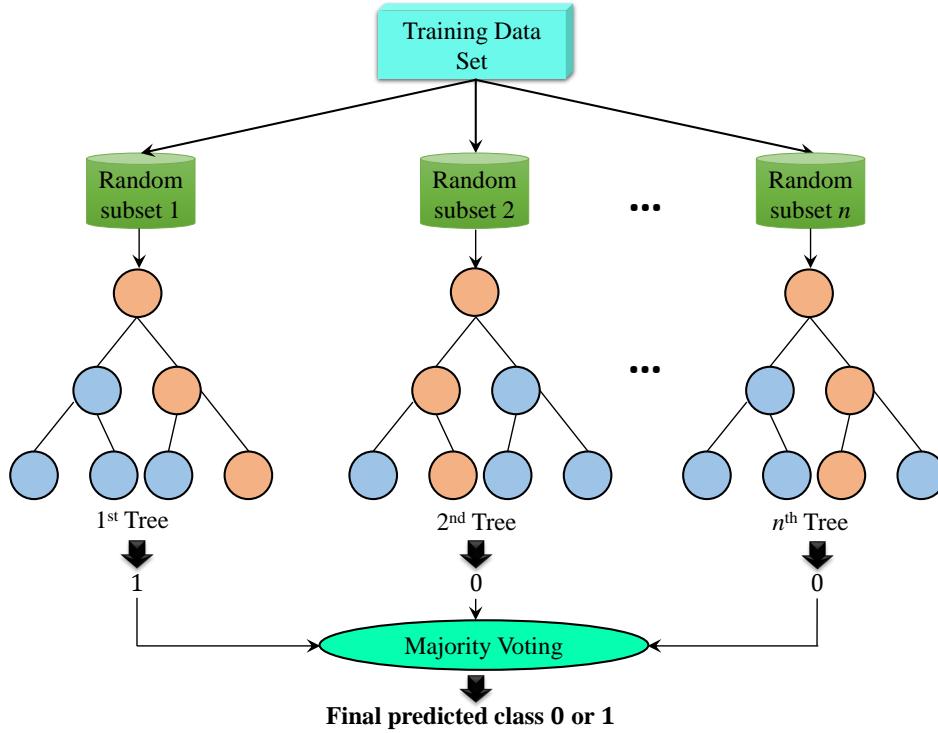 Training Data
Set
Random
subset 1
Random
subset 2
...
Random
subset n
...
1st Tree
2nd Tree
nth Tree
1
0
0
Majority Voting
Final predicted class 0 or 1